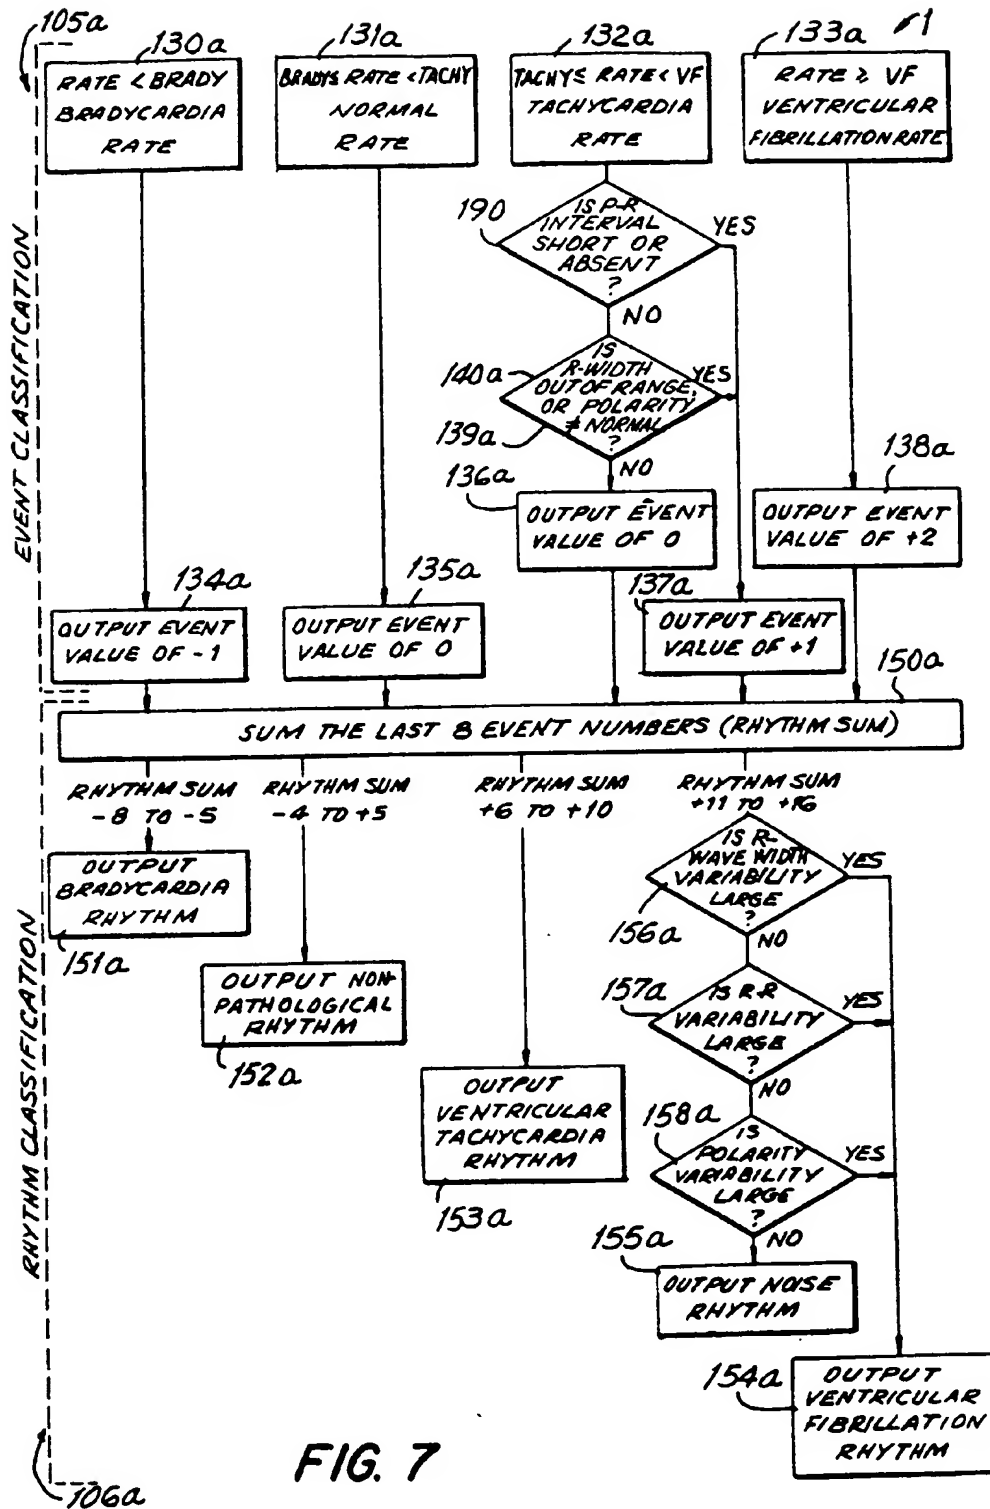 105a
130a
131a
132a
133a
1
RATE < BRADY
BRADYCARDIA
RATE
BRADY≤ RATE < TACHY
NORMAL
RATE
TACHY≤ RATE < VF
TACHYCARDIA
RATE
RATE ≥ VF
VENTRICULAR
FIBRILLATION RATE
EVENT CLASSIFICATION
190
IS P-R
INTERVAL
SHORT OR
ABSENT
?
YES
NO
140a
139a
IS
R-WIDTH
OUT OF RANGE,
OR POLARITY
≠ NORMAL
?
YES
NO
136a
OUTPUT EVENT
VALUE OF 0
138a
OUTPUT EVENT
VALUE OF +2
134a
OUTPUT EVENT
VALUE OF -1
135a
OUTPUT EVENT
VALUE OF 0
137a
OUTPUT EVENT
VALUE OF +1
150a
SUM THE LAST 8 EVENT NUMBERS (RHYTHM SUM)
RHYTHM SUM
-8 TO -5
RHYTHM SUM
-4 TO +5
RHYTHM SUM
+6 TO +10
RHYTHM SUM
+11 TO +16
RHYTHM CLASSIFICATION
OUTPUT
BRADYCARDIA
RHYTHM
151a
OUTPUT NON-
PATHOLOGICAL
RHYTHM
152a
OUTPUT
VENTRICULAR
TACHYCARDIA
RHYTHM
153a
IS R-
WAVE WIDTH
VARIABILITY
LARGE
?
YES
156a
NO
157a
IS R-R
VARIABILITY
LARGE
?
YES
NO
158a
IS
POLARITY
VARIABILITY
LARGE
?
YES
NO
155a
OUTPUT NOISE
RHYTHM
154a
OUTPUT
VENTRICULAR
FIBRILLATION
RHYTHM
106a
FIG. 7